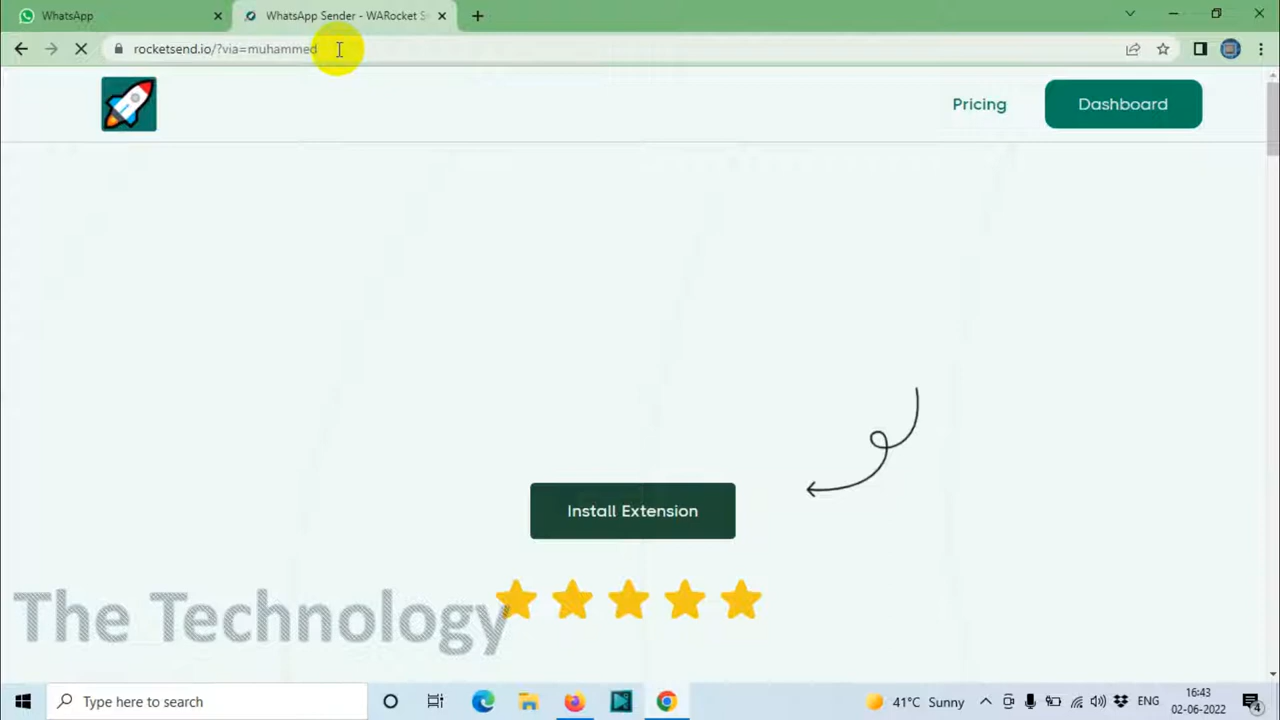 WhatsApp
WhatsApp Sender - WARocket S
rocketsend.io/?via=muhammed
Pricing
Dashboard
Install Extension
The Technology
Type here to search
41°C Sunny
ENG
16:43
02-06-2022
4